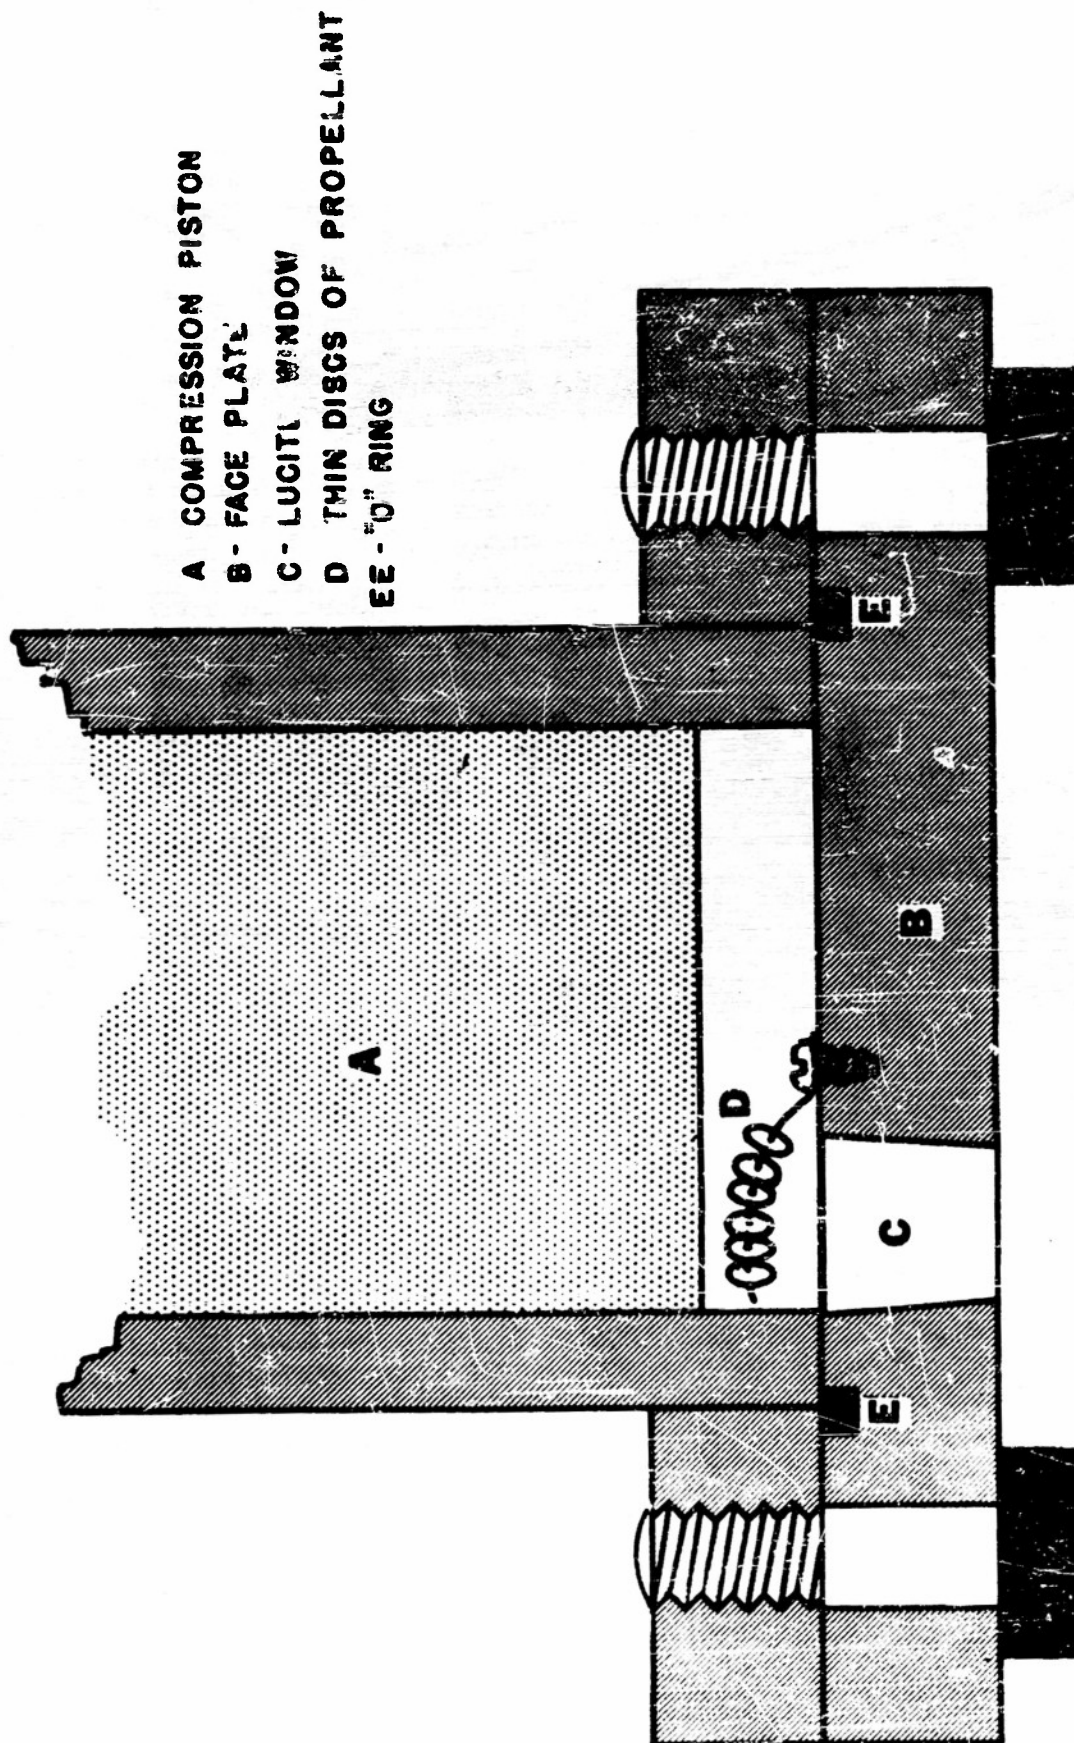 A COMPRESSION PISTON
B - FACE PLATE
C - LUCITE WINDOW
D THIN DISCS OF PROPELLANT
EE - "O" RING
A
D
E
B
C
E